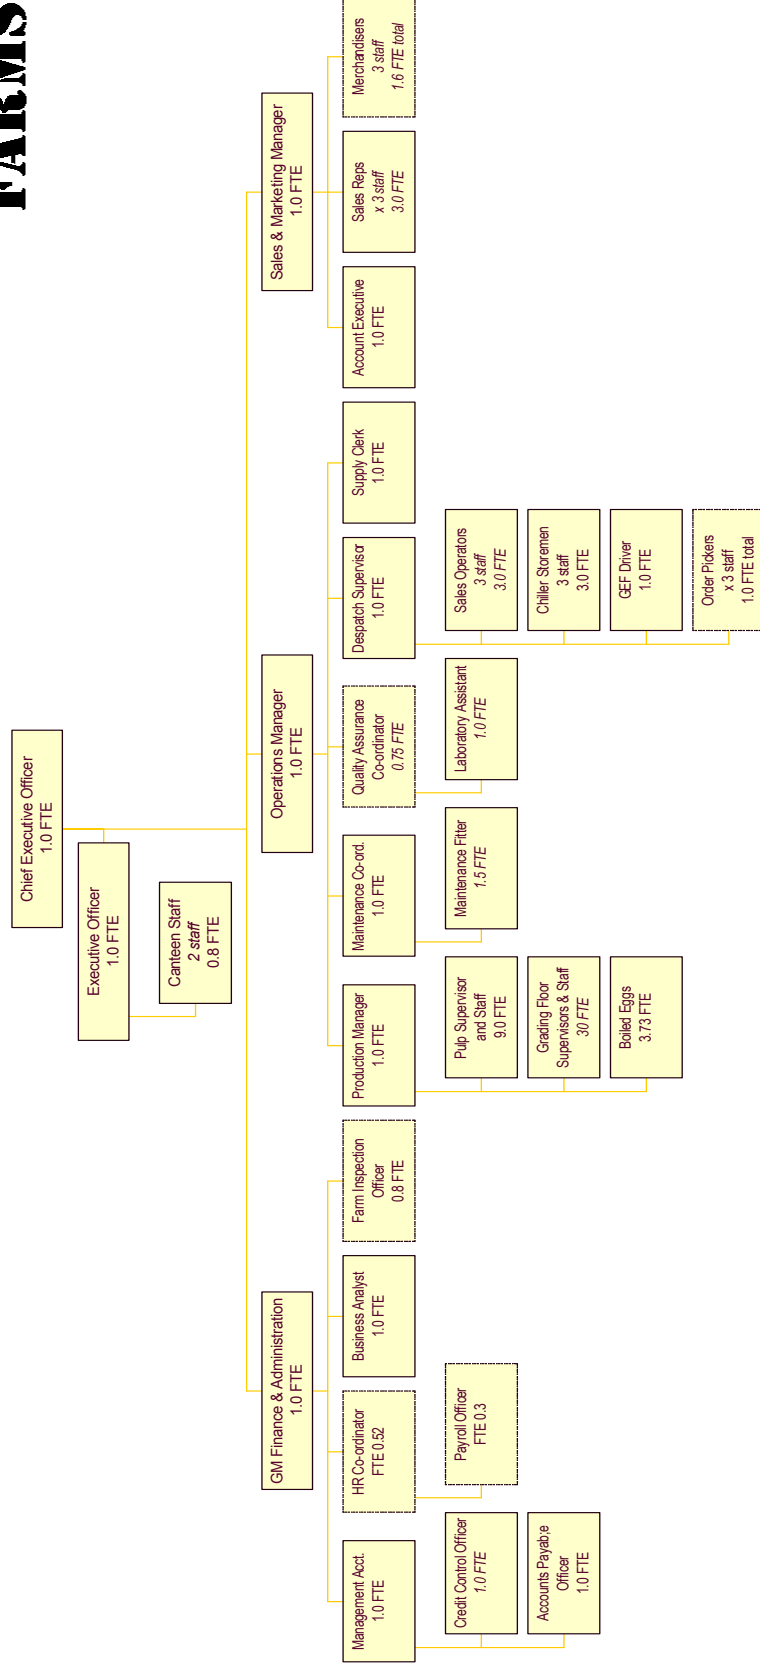 FARMS
Chief Executive Officer
1.0 FTE
Executive Officer
1.0 FTE
Canteen Staff
2 staff
0.8 FTE
GM Finance & Administration
1.0 FTE
Operations Manager
1.0 FTE
Sales & Marketing Manager
1.0 FTE
Management Acct.
1.0 FTE
HR Co-ordinator
FTE 0.52
Business Analyst
1.0 FTE
Farm Inspection
Officer
0.8 FTE
Production Manager
1.0 FTE
Maintenance Co-ord.
1.0 FTE
Quality Assurance
Co-ordinator
0.75 FTE
Despatch Supervisor
1.0 FTE
Supply Clerk
1.0 FTE
Account Executive
1.0 FTE
Sales Reps
x 3 staff
3.0 FTE
Merchandisers
3 staff
1.6 FTE total
Credit Control Officer
1.0 FTE
Accounts Payab;e
Officer
1.0 FTE
Payroll Officer
FTE 0.3
Pulp Supervisor
and Staff
9.0 FTE
Grading Floor
Supervisors & Staff
30 FTE
Boiled Eggs
3.73 FTE
Maintenance Fitter
1.5 FTE
Laboratory Assistant
1.0 FTE
Sales Operators
3 staff
3.0 FTE
Chiller Storemen
3 staff
3.0 FTE
GEF Driver
1.0 FTE
Order Pickers
x 3 staff
1.0 FTE total